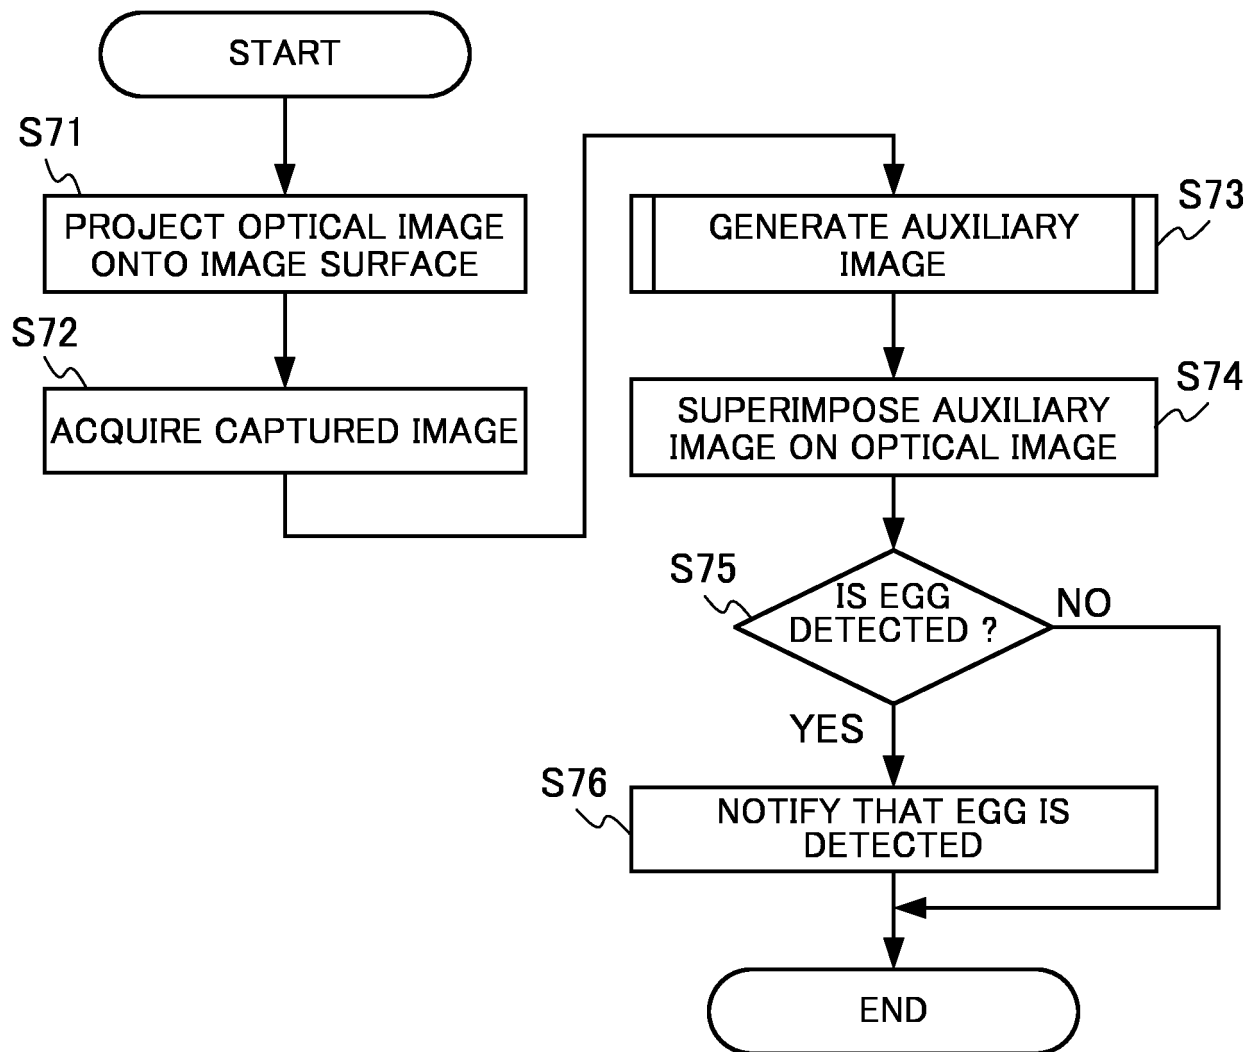 START
S71
PROJECT OPTICAL IMAGE
ONTO IMAGE SURFACE
S72
ACQUIRE CAPTURED IMAGE
S73
GENERATE AUXILIARY
IMAGE
S74
SUPERIMPOSE AUXILIARY
IMAGE ON OPTICAL IMAGE
S75
IS EGG
DETECTED ?
NO
YES
S76
NOTIFY THAT EGG IS
DETECTED
END